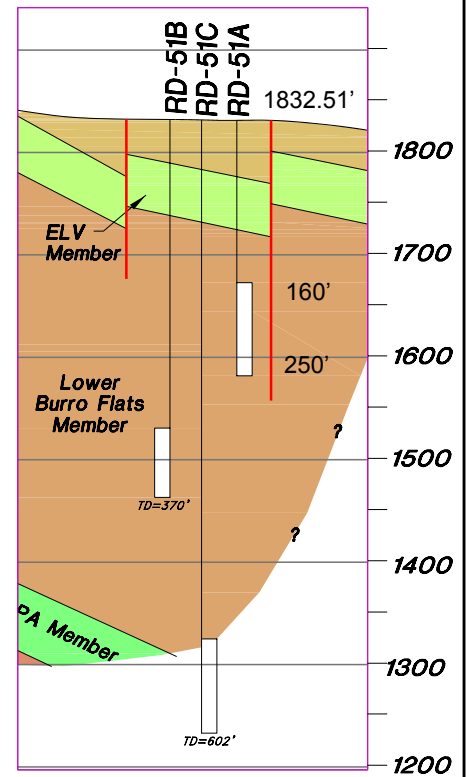 RD-51B
RD-51C
RD-51A
1832.51'
1800
ELV
Member
1700
160'
1600
250'
Lower
Burro Flats
Member
?
1500
TD=370'
?
1400
PA Member
1300
TD=602'
1200